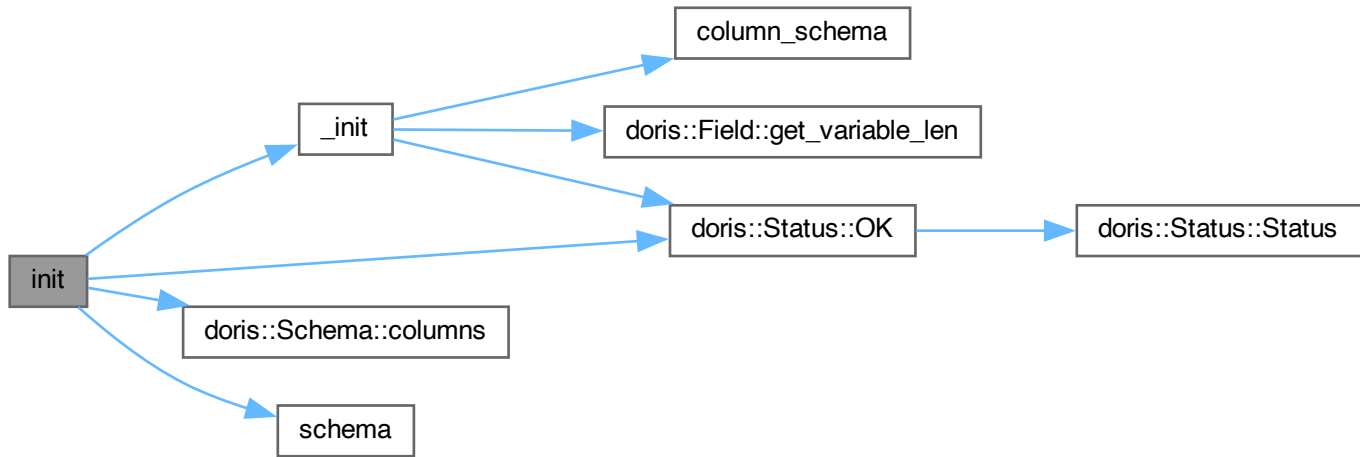 column_schema
_init
doris::Field::get_variable_len
doris::Status::OK
doris::Status::Status
init
doris::Schema::columns
schema